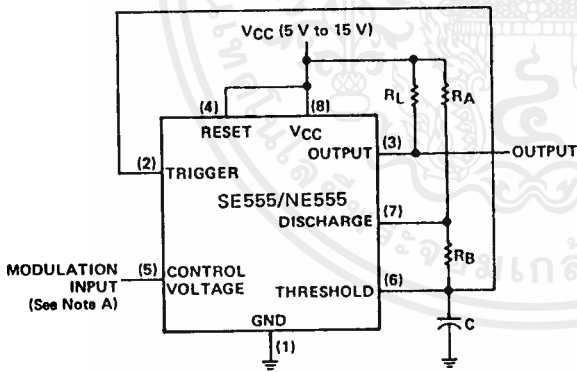 VCC (5 V to 15 V)
RL
RA
(4)
(8)
RESET
VCC
(3)
OUTPUT
OUTPUT
(2)
TRIGGER
SE555/NE555
(7)
DISCHARGE
RB
MODULATION
INPUT
(See Note A)
(5)
CONTROL
VOLTAGE
(6)
THRESHOLD
C
GND
(1)